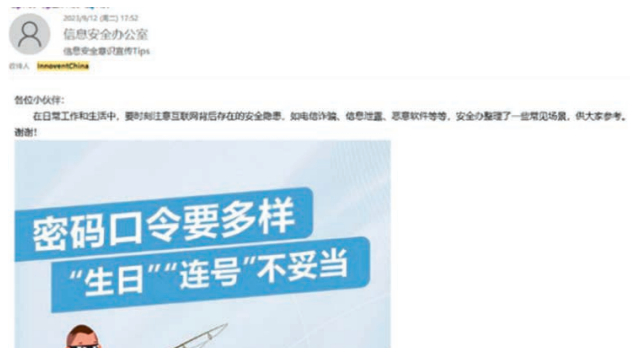 2023/9/12 (周二) 17:52
信息安全办公室
信息安全意识宣传Tips
收件人 InnoventChina
各位小伙伴：
在日常工作和生活中，要时刻注意互联网背后存在的安全隐患，如电信诈骗、信息泄露、恶意软件等等，安全办整理了一些常见场景，供大家参考。
谢谢！
密码口令要多样
“生日”“连号”不妥当